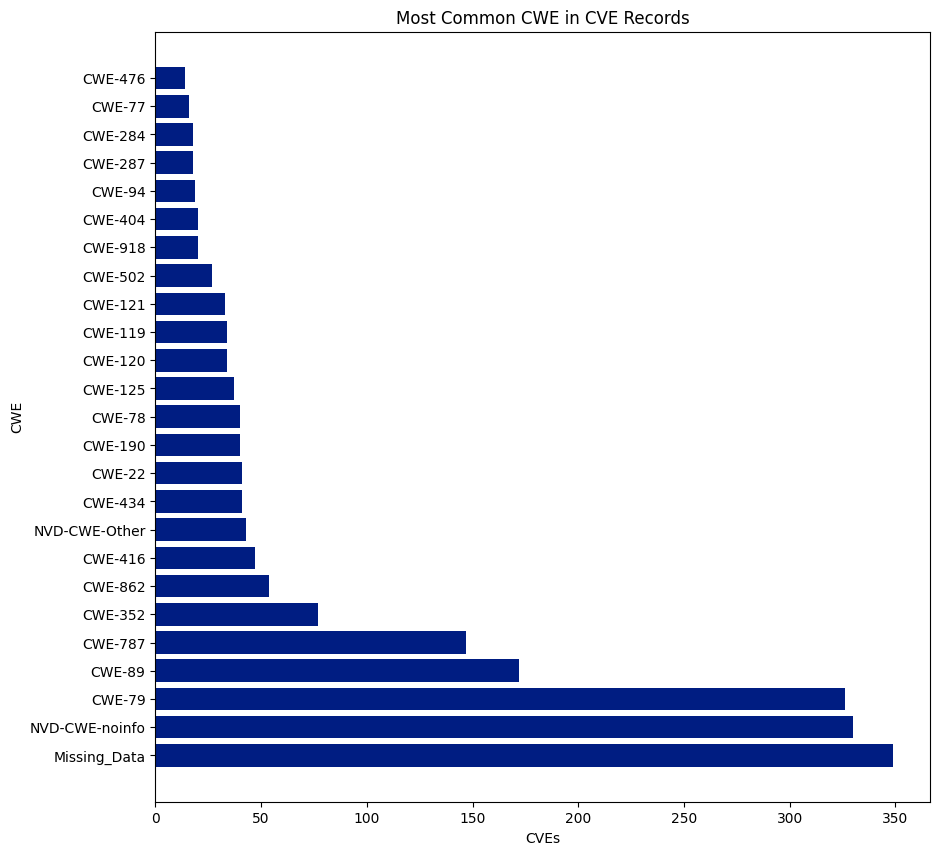 Most Common CWE in CVE Records
CWE-476
CWE-77
CWE-284
CWE-287
CWE-94
CWE-404
CWE-918
CWE-502
CWE-121
CWE-119
CWE-120
CWE-125
CWE-78
CWE-190
CWE-22
CWE-434
NVD-CWE-Other
CWE-416
CWE-862
CWE-352
CWE-787
CWE-89
CWE-79
NVD-CWE-noinfo
Missing_Data
CWE
0 50 100 150 200 250 300 350
CVEs